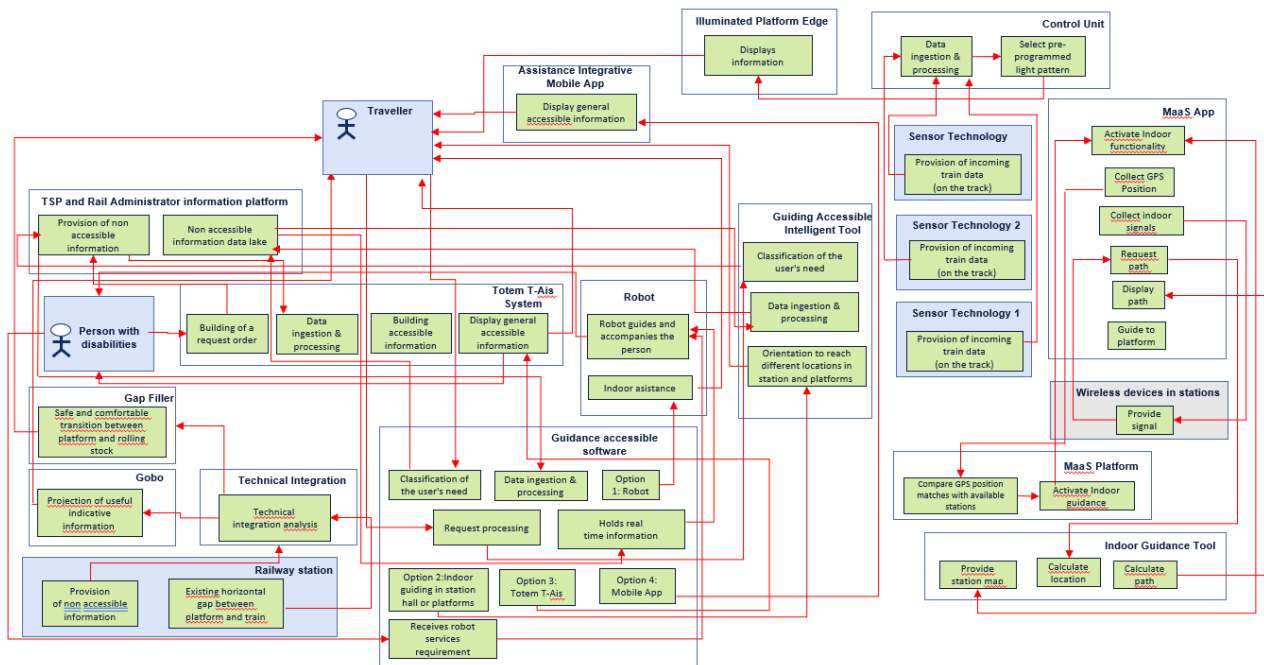 Illuminated Platform Edge
Displays
information
Control Unit
Data
ingestion &
processing
Select pre-
programmed
light pattern
Assistance Integrative
Mobile App
Display general
accessible information
Traveller
MaaS App
Activate Indoor
functionality
Collect GPS
Position
Collect indoor
signals
Request
path
Display
path
Guide to
platform
Sensor Technology
Provision of incoming
train data
(on the track)
Sensor Technology 2
Provision of incoming
train data
(on the track)
Sensor Technology 1
Provision of incoming
train data
(on the track)
TSP and Rail Administrator information platform
Provision of non
accessible
information
Non accessible
information data lake
Guiding Accessible
Intelligent Tool
Classification of the
user's need
Data ingestion &
processing
Orientation to reach
different locations in
station and platforms
Person with
disabilities
Totem T-Ais
System
Building of a
request order
Data
ingestion &
processing
Building
accessible
information
Display general
accessible
information
Robot
Robot guides and
accompanies the
person
Indoor asistance
Wireless devices in stations
Provide
signal
Gap Filler
Safe and comfortable
transition between
platform and rolling
stock
Gobo
Projection of useful
indicative
information
Technical Integration
Technical
integration analysis
Guidance accessible
software
Classification
of the user's need
Data ingestion &
processing
Option
1: Robot
Request processing
Holds real
time information
Option 2:Indoor
guiding in station
hall or platforms
Option 3:
Totem T-Ais
Option 4:
Mobile App
Receives robot
services
requirement
MaaS Platform
Compare GPS position
matches with available
stations
Activate Indoor
guidance
Indoor Guidance Tool
Provide
station map
Calculate
location
Calculate
path
Railway station
Provision
of non accessible
information
Existing horizontal
gap between
platform and train